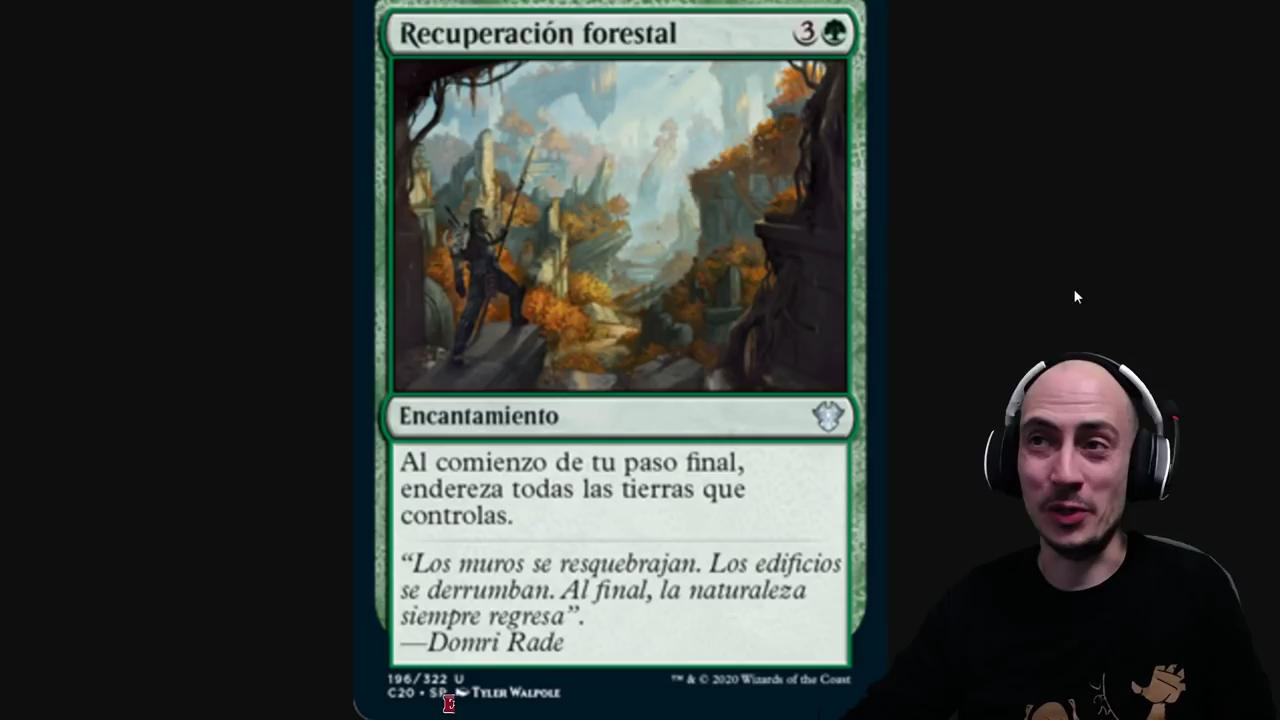 Recuperación forestal 3
Encantamiento
Al comienzo de tu paso final,
endereza todas las tierras que
controlas.
“Los muros se resquebrajan. Los edificios
se derrumban. Al final, la naturaleza
siempre regresa”.
—Domri Rade
196/322 U
™ & © 2020 Wizards of the Coast
C20 • SP TYLER WALPOLE
E